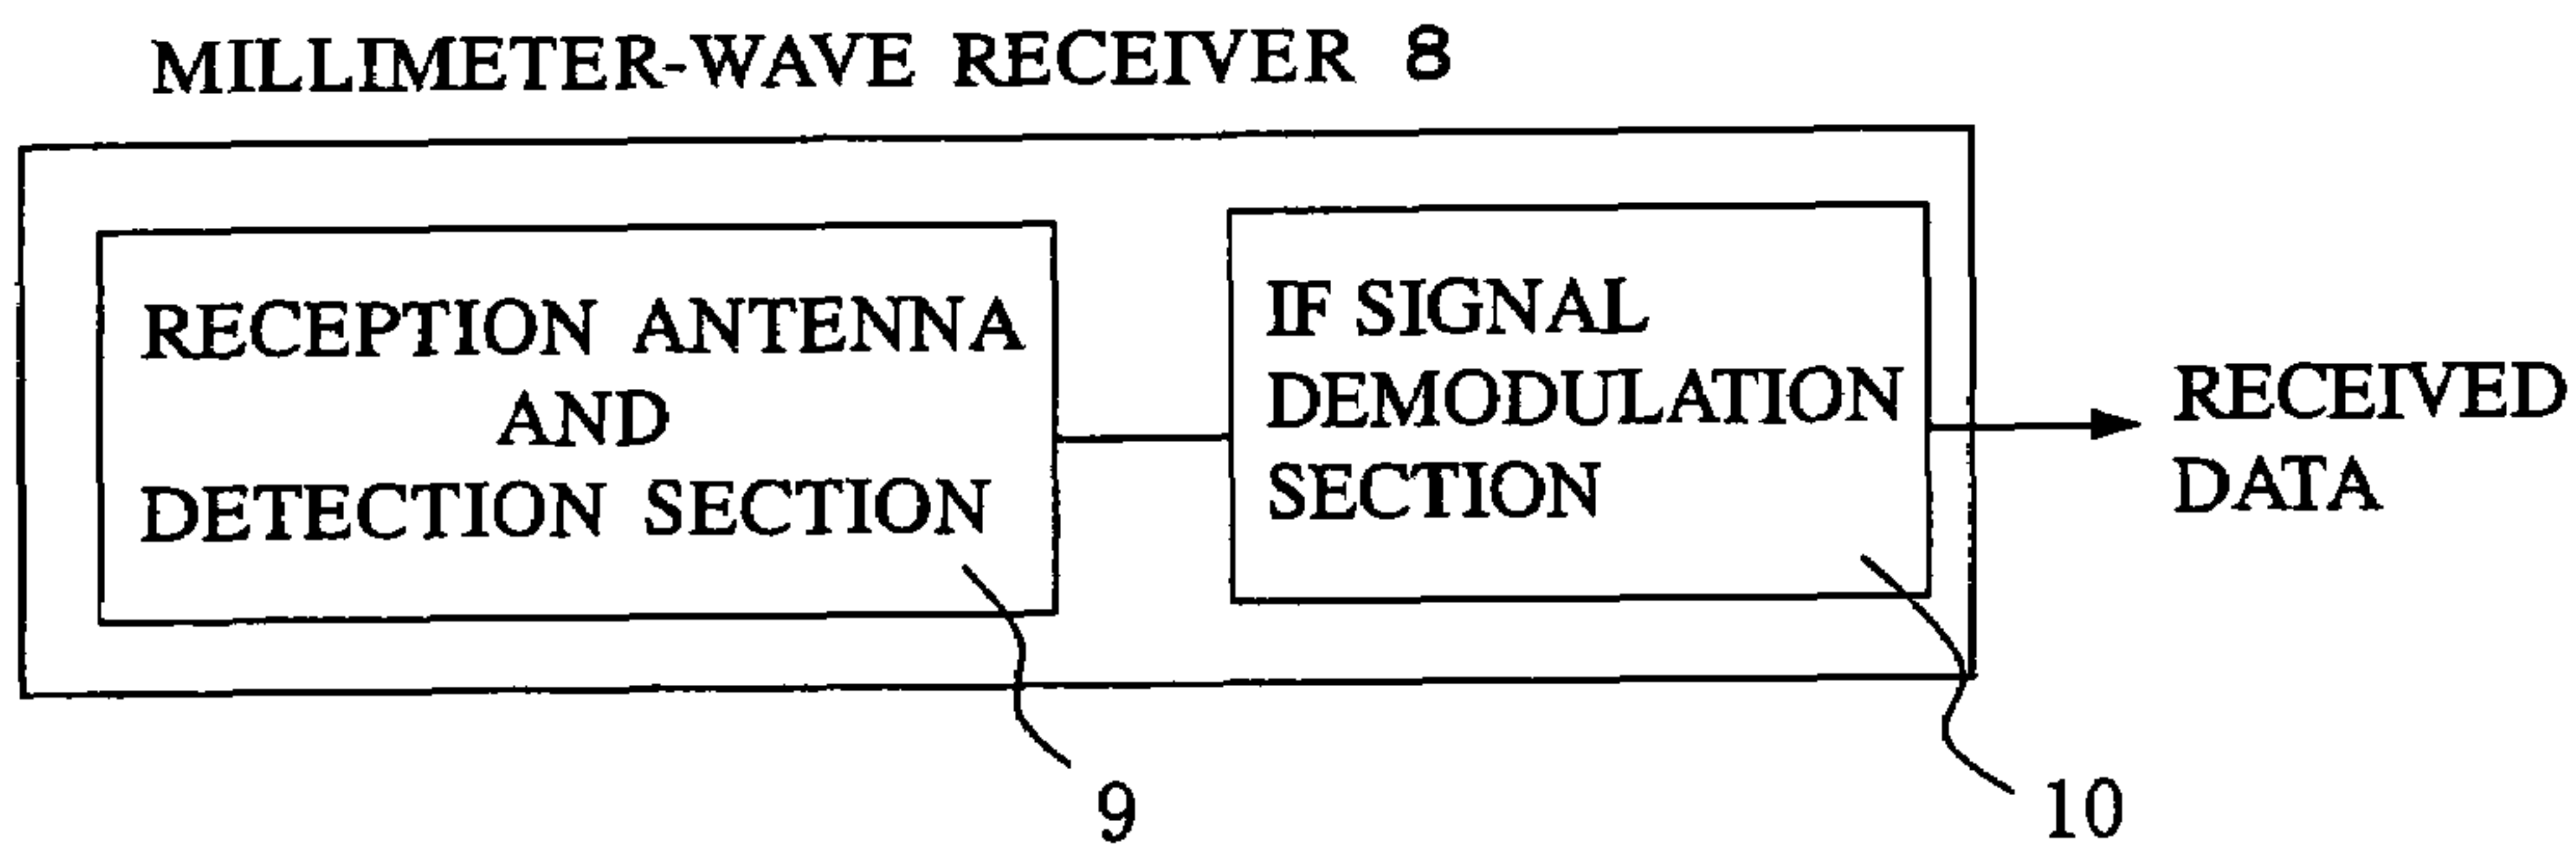 MILLIMETER-WAVE RECEIVER 8
RECEPTION ANTENNA
AND
DETECTION SECTION
IF SIGNAL
DEMODULATION
SECTION
RECEIVED
DATA
9
10